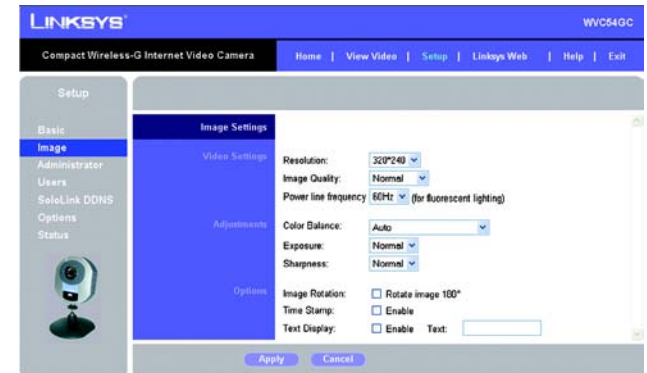 LINKSYS®
WVC54GC
Compact Wireless-G Internet Video Camera
Home | View Video | Setup | Linksys Web | Help | Exit
Setup
Basic
Image
Administrator
Users
SoloLink DDNS
Options
Status
Image Settings
Video Settings
Resolution: 320*240
Image Quality: Normal
Power line frequency 60Hz (for fluorescent lighting)
Adjustments
Color Balance: Auto
Exposure: Normal
Sharpness: Normal
Options
Image Rotation: Rotate image 180°
Time Stamp: Enable
Text Display: Enable Text:
Apply Cancel